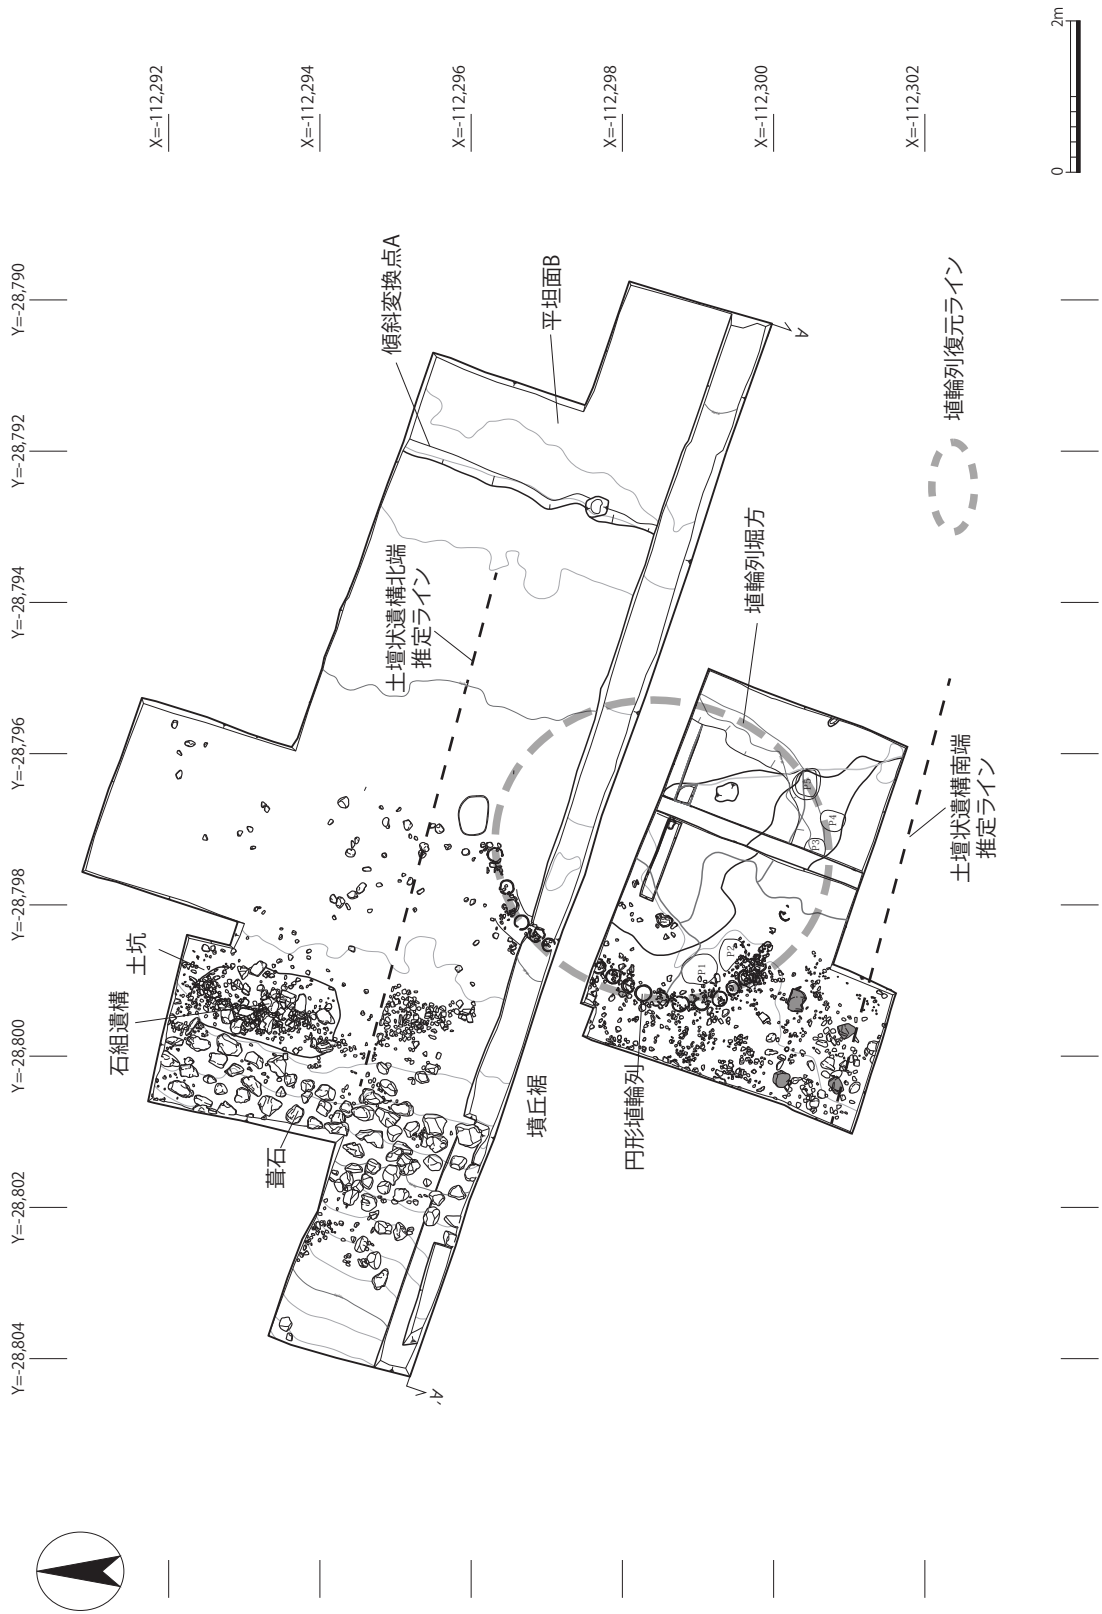 Y=-28,790
Y=-28,792
Y=-28,794
Y=-28,796
Y=-28,798
Y=-28,800
Y=-28,802
Y=-28,804
X=-112,292
X=-112,294
X=-112,296
X=-112,298
X=-112,300
X=-112,302
0
2m
傾斜変換点A
平坦面B
土壇状遺構北端
推定ライン
埴輪列堀方
埴輪列復元ライン
土壇状遺構南端
推定ライン
土坑
石組遺構
葺石
墳丘裾
円形埴輪列
P1
P2
P3
P4
P5
A
A'